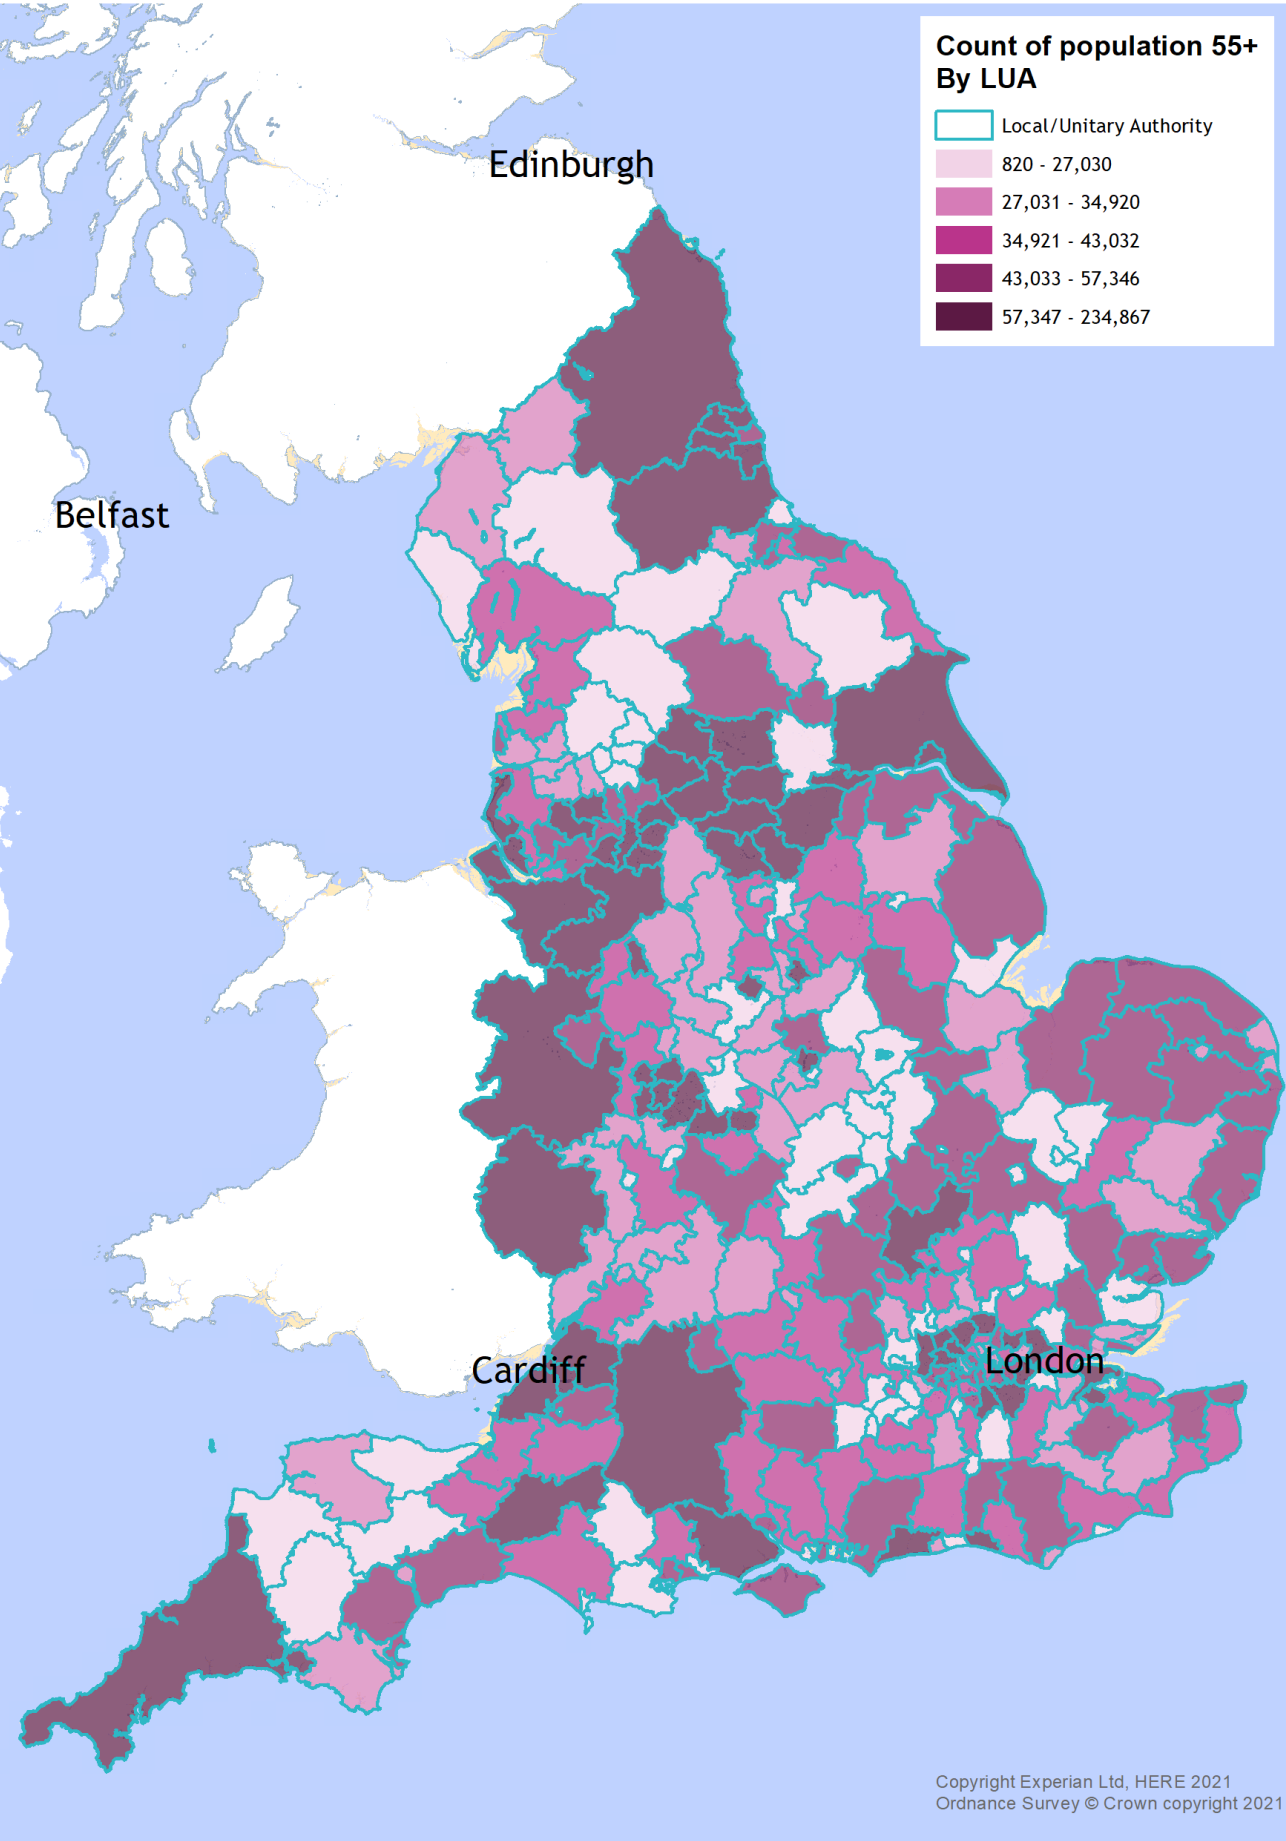 Count of population 55+
By LUA
Local/Unitary Authority
820 - 27,030
27,031 - 34,920
34,921 - 43,032
43,033 - 57,346
57,347 - 234,867
Edinburgh
Belfast
Cardiff
London
Copyright Experian Ltd, HERE 2021
Ordnance Survey © Crown copyright 2021